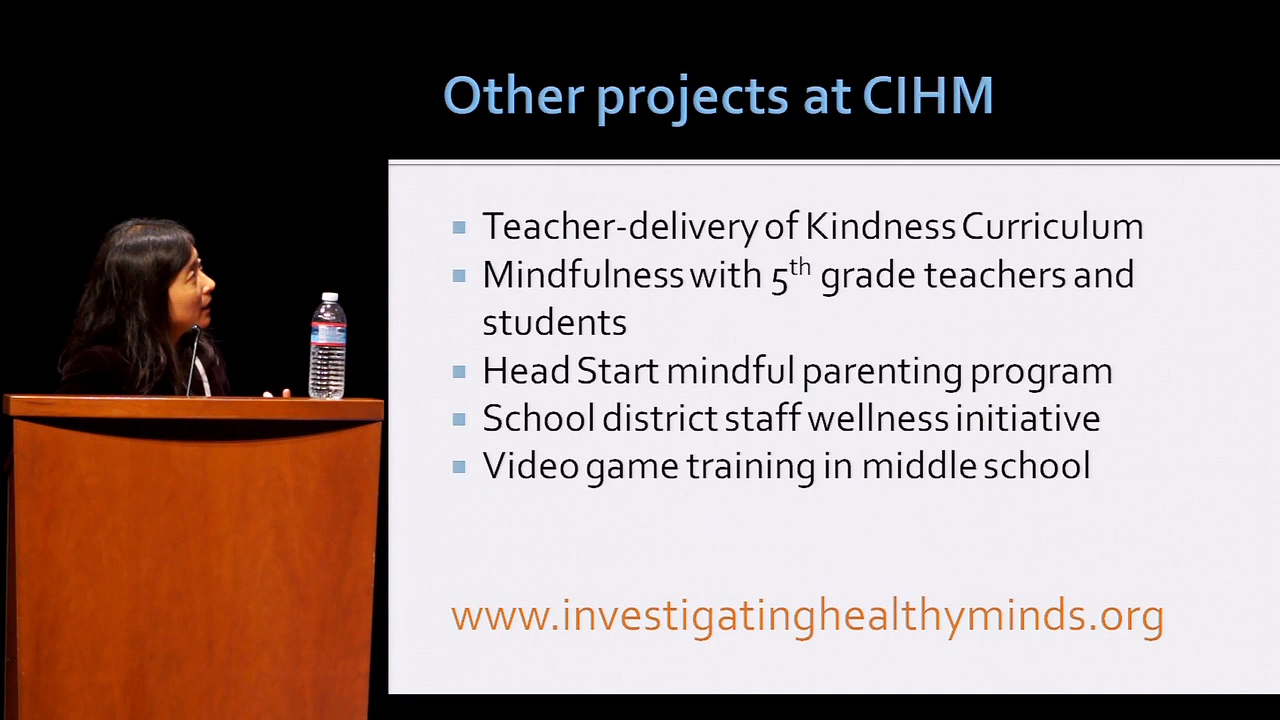 Other projects at CIHM
Teacher-delivery of Kindness Curriculum
Mindfulness with 5th grade teachers and
students
Head Start mindful parenting program
School district staff wellness initiative
Video game training in middle school
www.investigatinghealthyminds.org